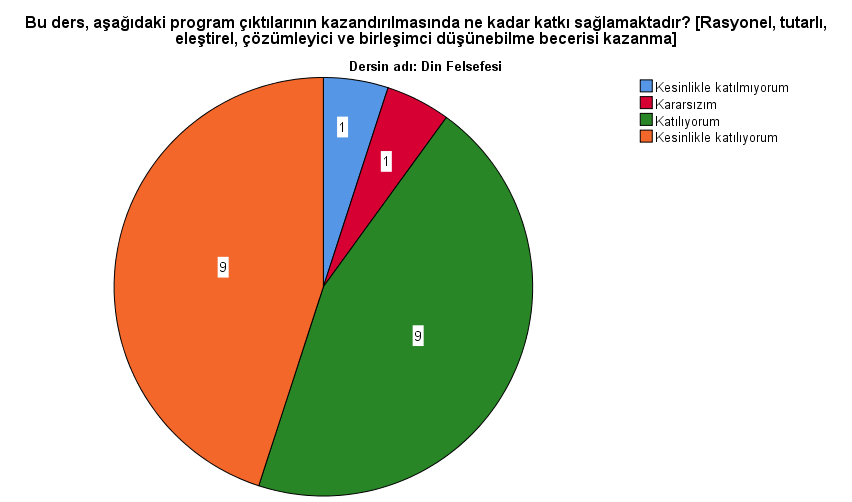 Bu ders, aşağıdaki program çıktılarının kazandırılmasında ne kadar katkı sağlamaktadır? [Rasyonel, tutarlı,
eleştirel, çözümleyici ve birleşimci düşünebilme becerisi kazanma]
Dersin adı: Din Felsefesi
Kesinlikle katılmıyorum
Kararsızım
Katılıyorum
Kesinlikle katılıyorum
1
1
9
9